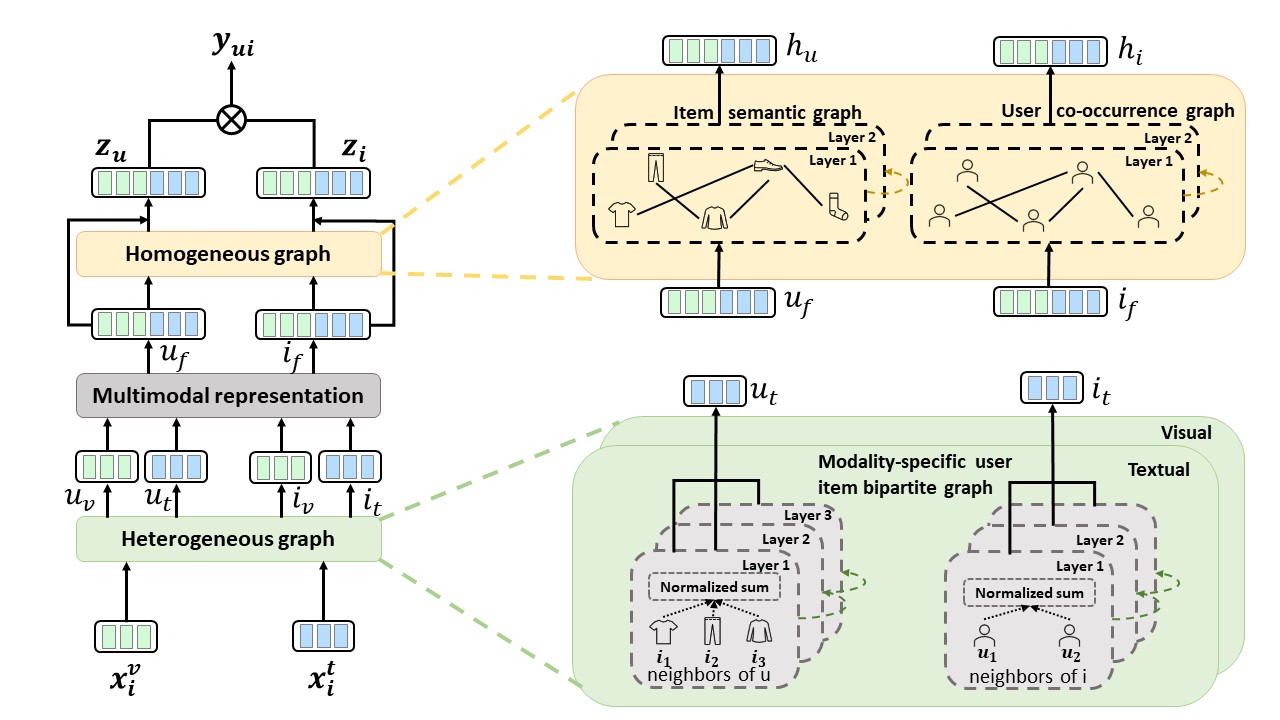 y_ui
z_u
z_i
Homogeneous graph
u_f
i_f
Multimodal representation
u_v
u_t
i_v
i_t
Heterogeneous graph
x_i^v
x_i^t
h_u
h_i
Item semantic graph
Layer 2
Layer 1
User co-occurrence graph
Layer 2
Layer 1
u_f
i_f
u_t
i_t
Visual
Textual
Modality-specific user
item bipartite graph
Layer 3
Layer 2
Layer 1
Normalized sum
i_1
i_2
i_3
neighbors of u
Layer 2
Layer 1
Normalized sum
u_1
u_2
neighbors of i